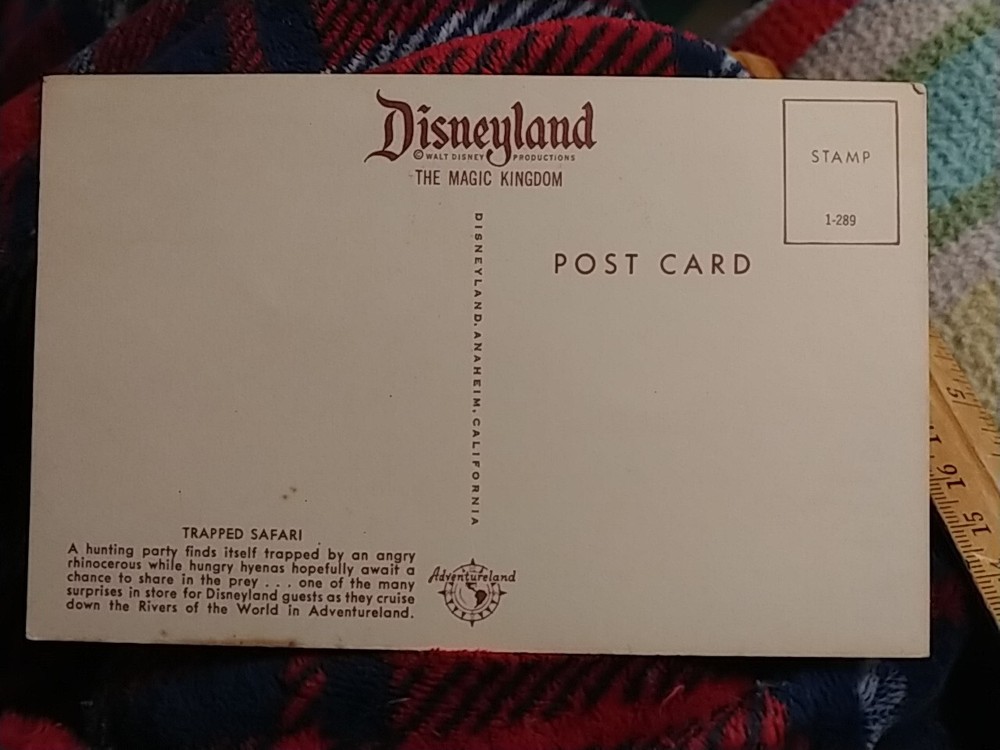 Disneyland
© WALT DISNEY PRODUCTIONS
THE MAGIC KINGDOM
STAMP
1-289
POST CARD
DISNEYLAND, ANAHEIM, CALIFORNIA
TRAPPED SAFARI
A hunting party finds itself trapped by an angry
rhinocerous while hungry hyenas hopefully await a
chance to share in the prey . . . one of the many
surprises in store for Disneyland guests as they cruise
down the Rivers of the World in Adventureland.
Adventureland
15
16
15